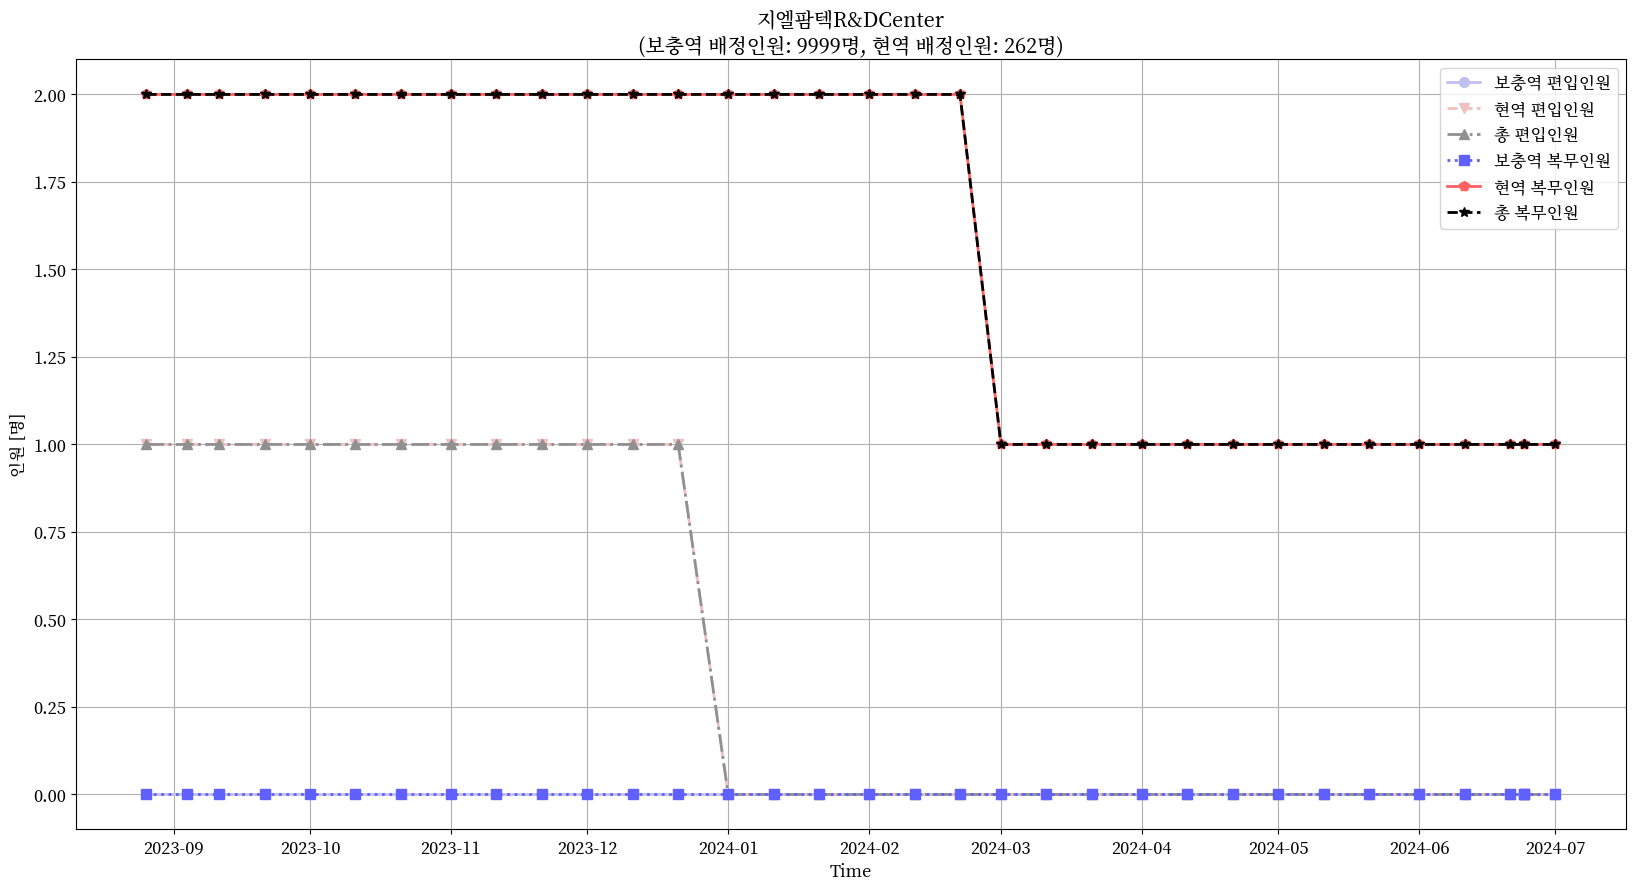 지엘팜텍R&DCenter
(보충역 배정인원: 9999명, 현역 배정인원: 262명)
보충역 편입인원
현역 편입인원
총 편입인원
보충역 복무인원
현역 복무인원
총 복무인원
인원 [명]
2.00
1.75
1.50
1.25
1.00
0.75
0.50
0.25
0.00
2023-09 2023-10 2023-11 2023-12 2024-01 2024-02 2024-03 2024-04 2024-05 2024-06 2024-07
Time